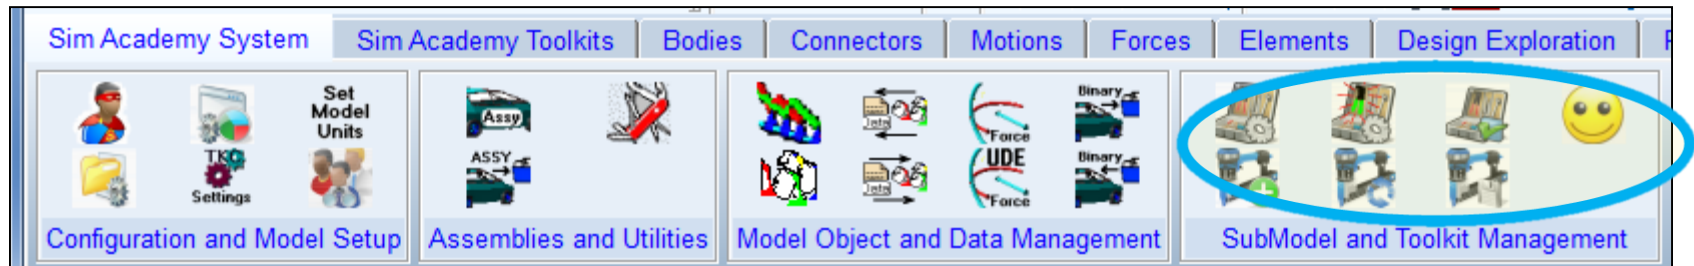 Sim Academy System
Sim Academy Toolkits
Bodies
Connectors
Motions
Forces
Elements
Design Exploration
Set
Model
Units
TKC
Settings
Assy
ASSY
Binary
Force
UDE
Force
Binary
Configuration and Model Setup
Assemblies and Utilities
Model Object and Data Management
SubModel and Toolkit Management